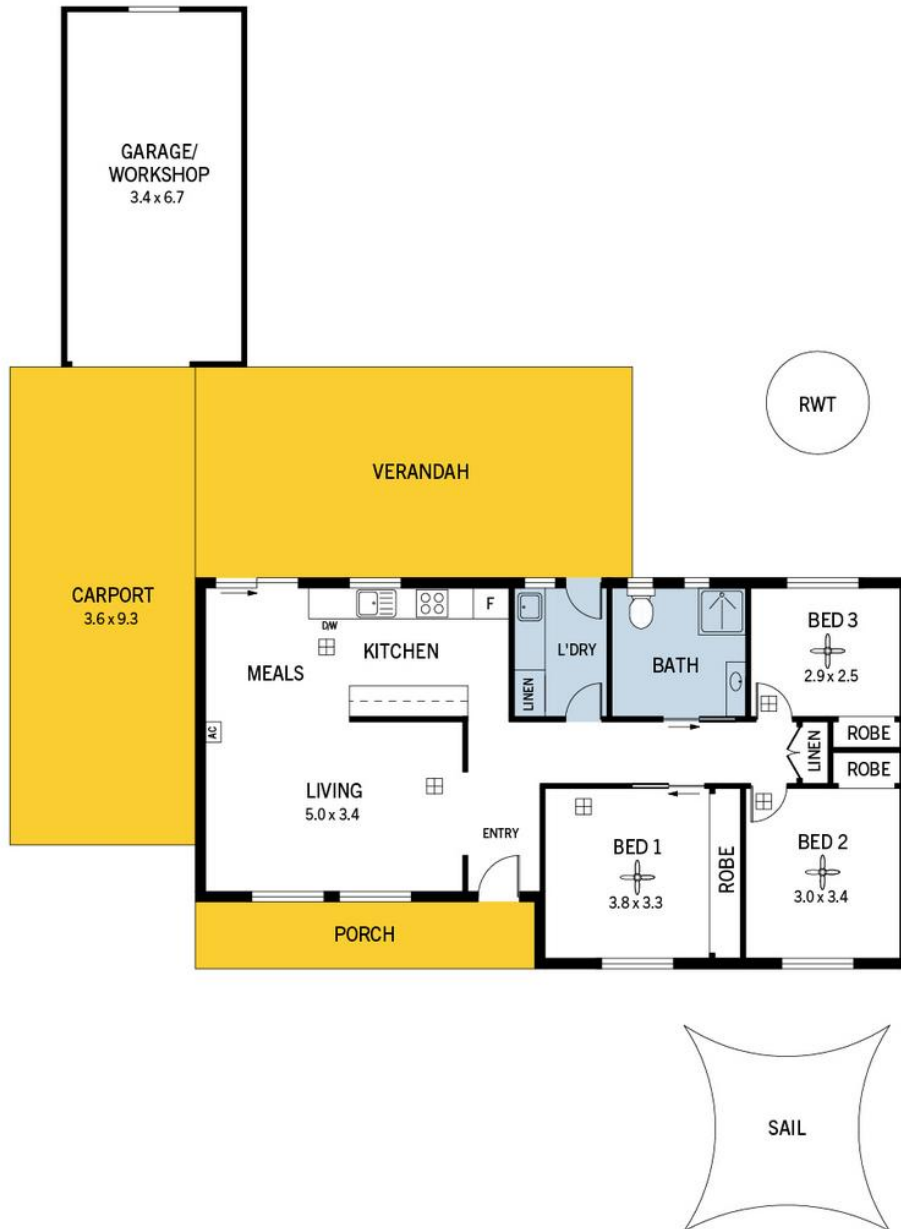 GARAGE/
WORKSHOP
3.4 x 6.7
RWT
VERANDAH
CARPORT
3.6 x 9.3
F
D/W
KITCHEN
MEALS
LINEN
L'DRY
BATH
BED 3
2.9 x 2.5
AC
LINEN
ROBE
ROBE
LIVING
5.0 x 3.4
ENTRY
BED 1
3.8 x 3.3
ROBE
BED 2
3.0 x 3.4
PORCH
SAIL